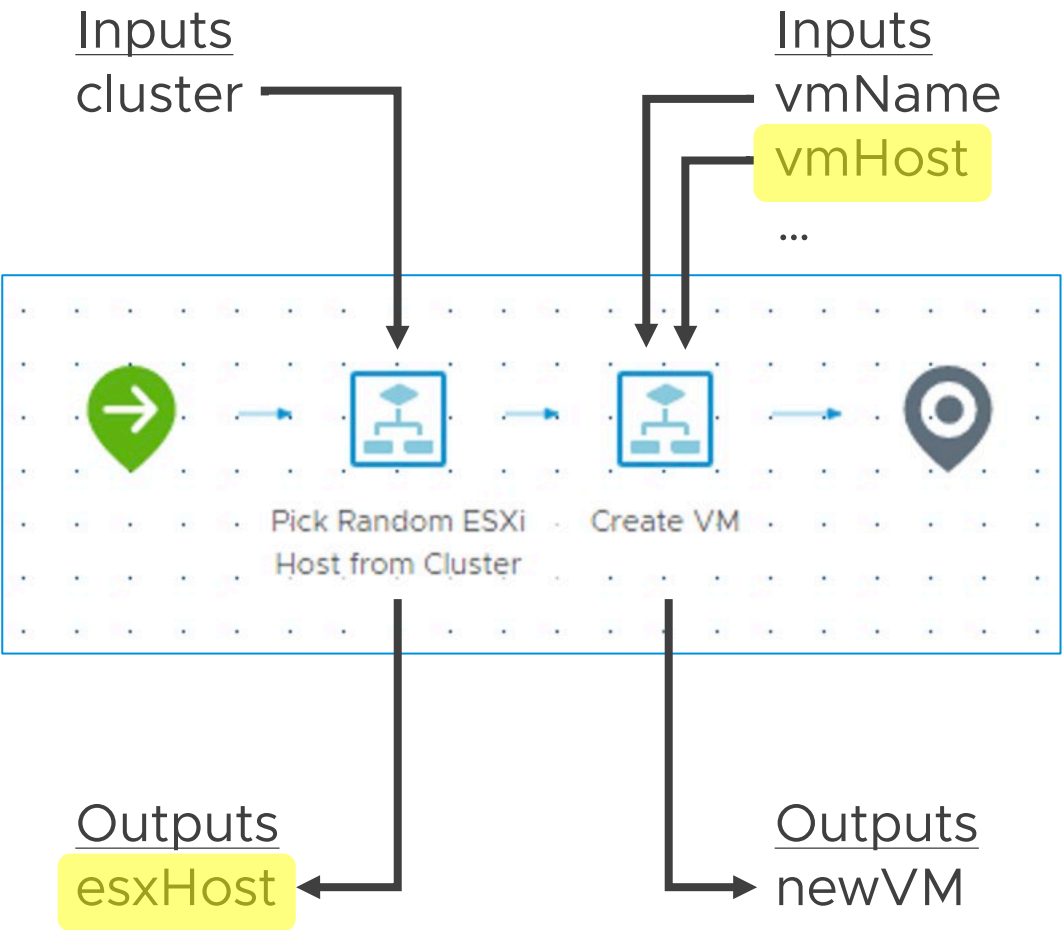 Inputs
cluster
Inputs
vmName
vmHost
...
Pick Random ESXi
Host from Cluster
Create VM
Outputs
esxHost
Outputs
newVM